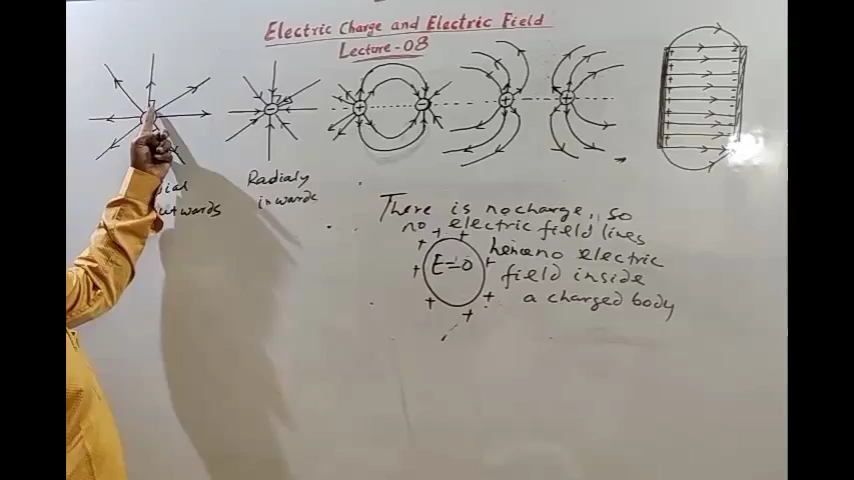 Electric Charge and Electric Field
Lecture-08
Radialy
inwards
There is no charge, so
no electric field lines
hence no electric
field inside
a charged body
E=0